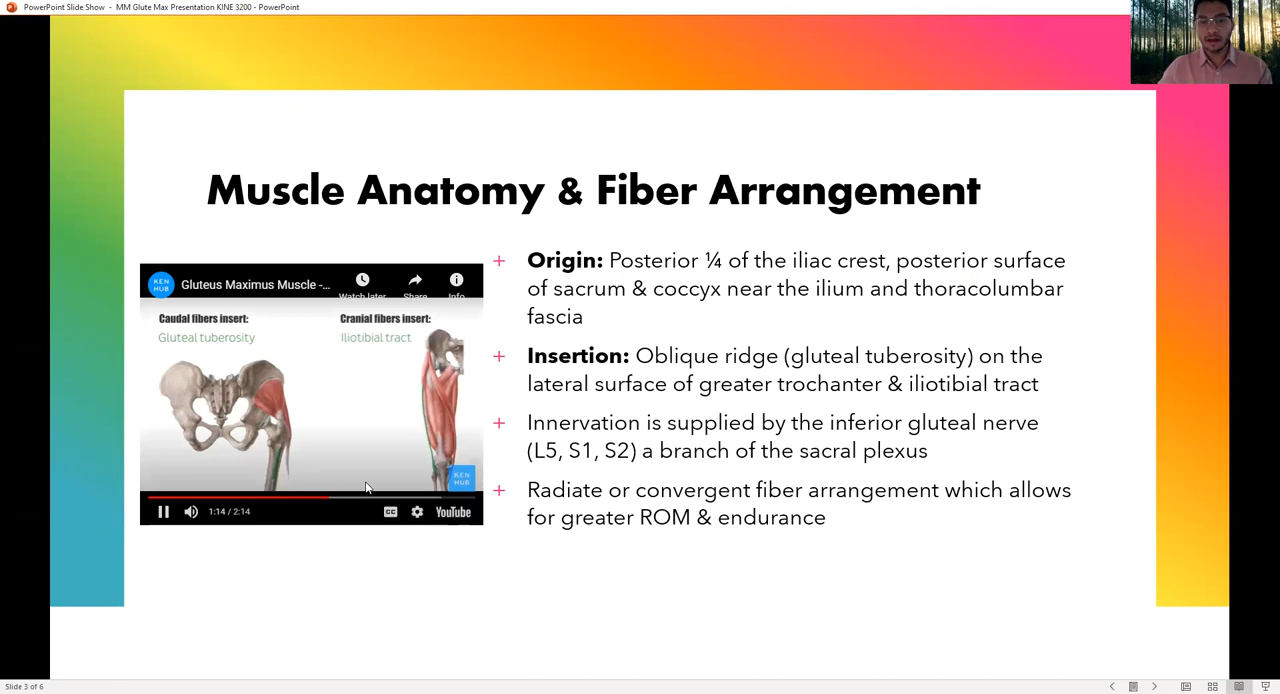 PowerPoint Slide Show - MM Glute Max Presentation KINE 3200 - PowerPoint
Muscle Anatomy & Fiber Arrangement
KEN
HUB
Gluteus Maximus Muscle -...
Watch later
Share
Info
Caudal fibers insert:
Gluteal tuberosity
Cranial fibers insert:
Iliotibial tract
KEN
HUB
1:14 / 2:14
CC
YouTube
+ Origin: Posterior ¼ of the iliac crest, posterior surface
of sacrum & coccyx near the ilium and thoracolumbar
fascia
+ Insertion: Oblique ridge (gluteal tuberosity) on the
lateral surface of greater trochanter & iliotibial tract
+ Innervation is supplied by the inferior gluteal nerve
(L5, S1, S2) a branch of the sacral plexus
+ Radiate or convergent fiber arrangement which allows
for greater ROM & endurance
Slide 3 of 6